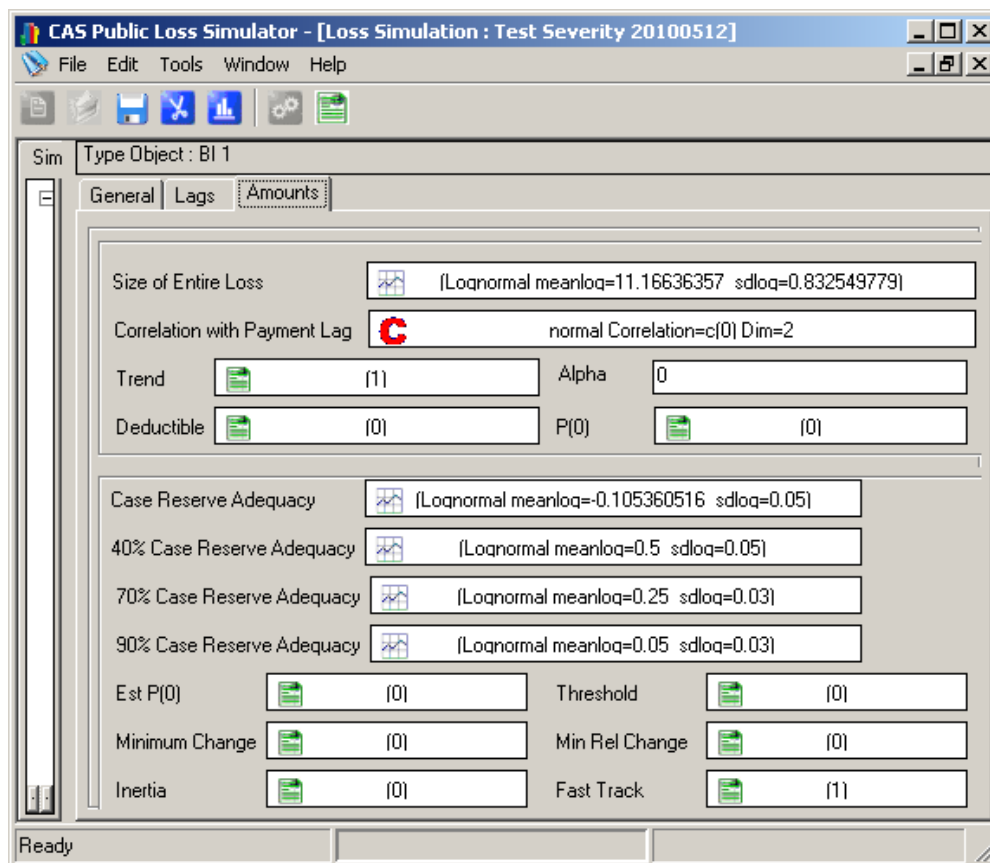 CAS Public Loss Simulator - [Loss Simulation : Test Severity 20100512]
File Edit Tools Window Help
Sim
Type Object : BI 1
General Lags Amounts
Size of Entire Loss (Lognormal meanlog=11.16636357 sdlog=0.832549779)
Correlation with Payment Lag C normal Correlation=c(0) Dim=2
Trend (1) Alpha 0
Deductible (0) P(0) (0)
Case Reserve Adequacy (Lognormal meanlog=-0.105360516 sdlog=0.05)
40% Case Reserve Adequacy (Lognormal meanlog=0.5 sdlog=0.05)
70% Case Reserve Adequacy (Lognormal meanlog=0.25 sdlog=0.03)
90% Case Reserve Adequacy (Lognormal meanlog=0.05 sdlog=0.03)
Est P(0) (0) Threshold (0)
Minimum Change (0) Min Rel Change (0)
Inertia (0) Fast Track (1)
Ready